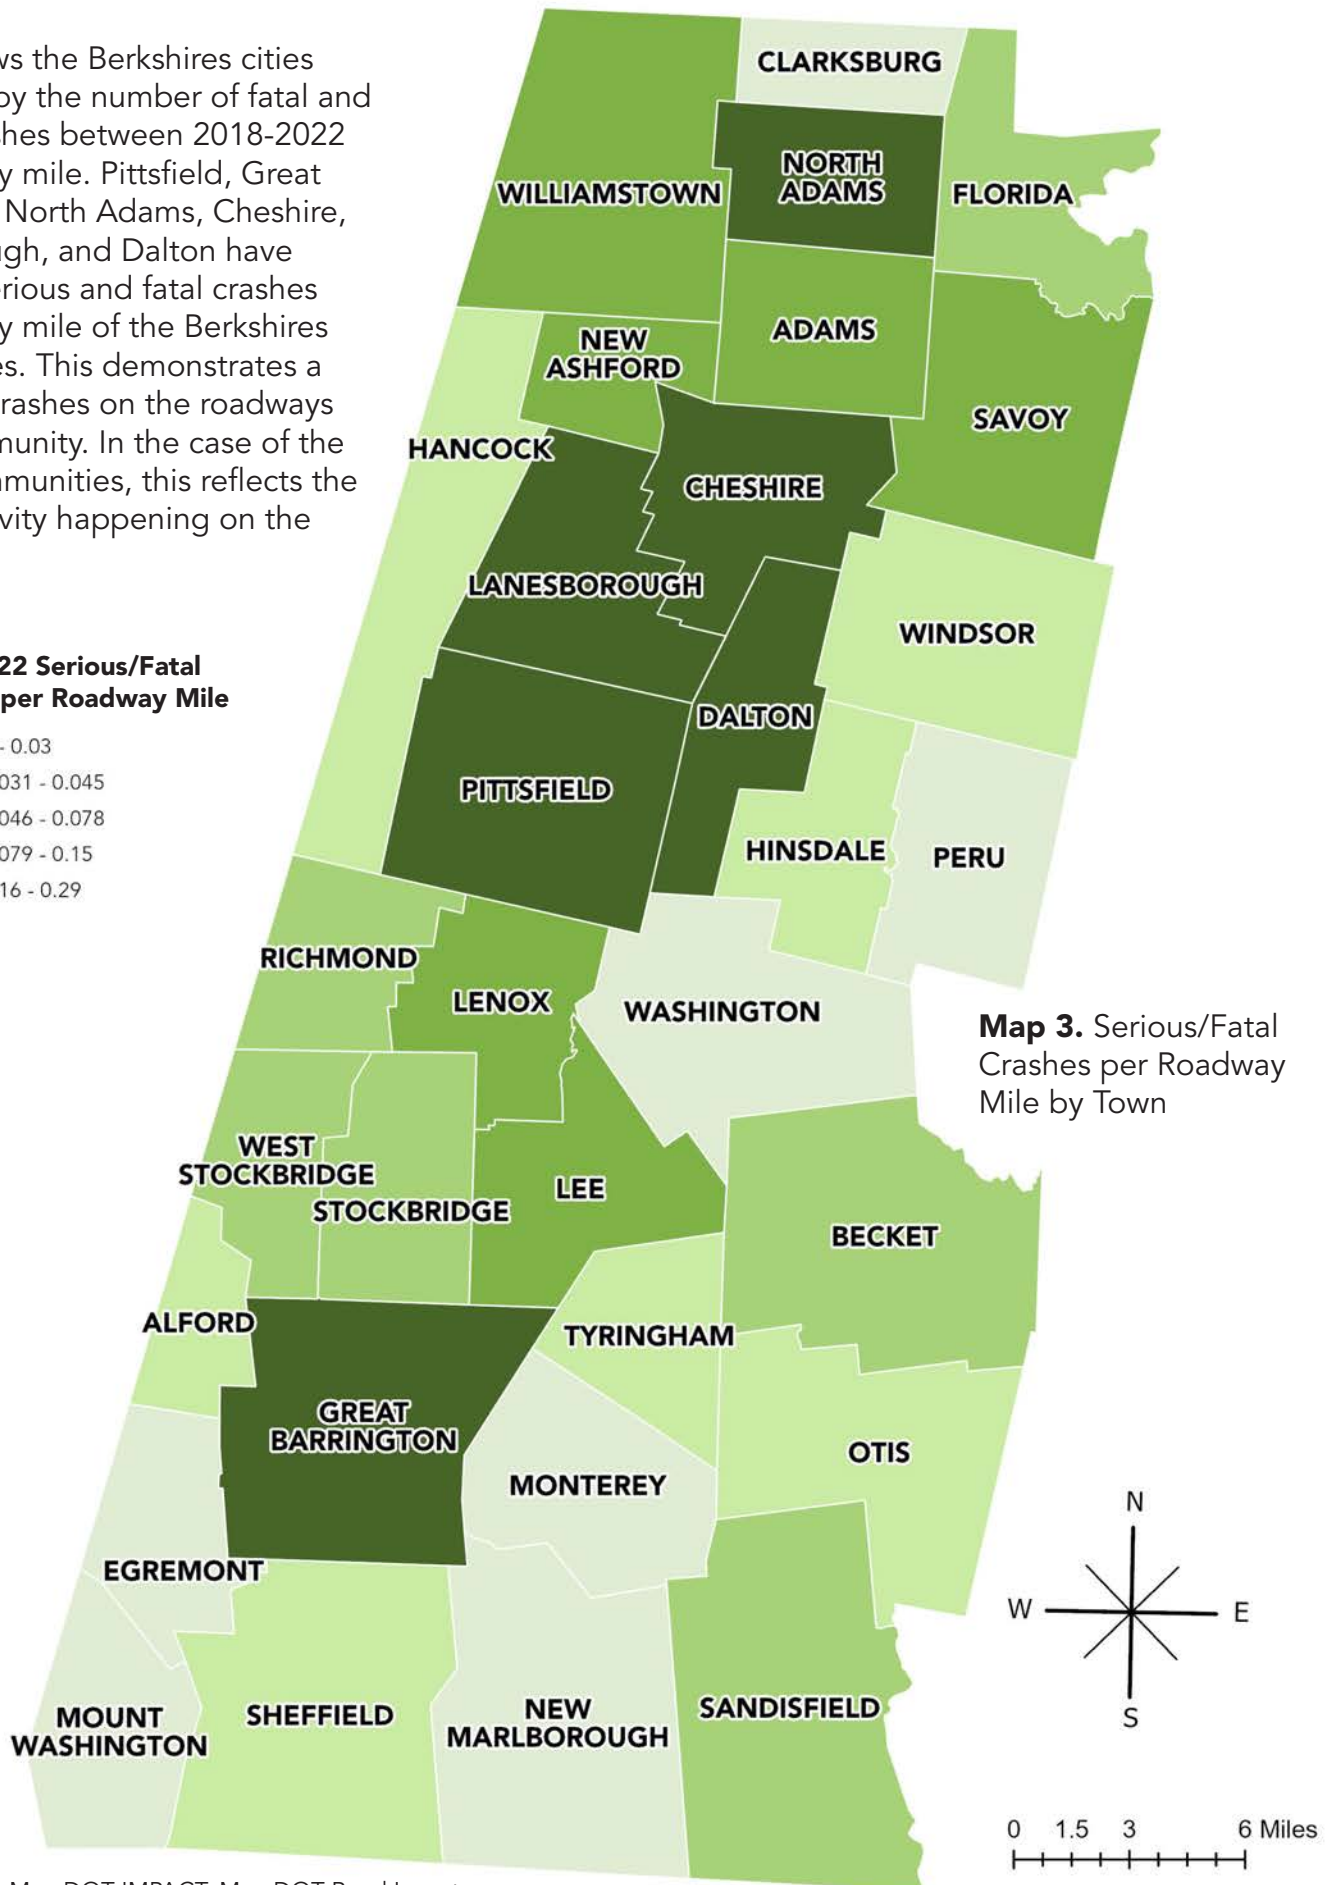 ws the Berkshires cities
by the number of fatal and
shes between 2018-2022
y mile. Pittsfield, Great
North Adams, Cheshire,
ugh, and Dalton have
erious and fatal crashes
y mile of the Berkshires
es. This demonstrates a
crashes on the roadways
munity. In the case of the
mmunities, this reflects the
vity happening on the
22 Serious/Fatal
per Roadway Mile
- 0.03
031 - 0.045
046 - 0.078
079 - 0.15
16 - 0.29
CLARKSBURG
NORTH
ADAMS
WILLIAMSTOWN
FLORIDA
ADAMS
NEW
ASHFORD
SAVOY
HANCOCK
CHESHIRE
LANESBOROUGH
WINDSOR
DALTON
PITTSFIELD
HINSDALE
PERU
RICHMOND
LENOX
WASHINGTON
Map 3. Serious/Fatal
Crashes per Roadway
Mile by Town
WEST
STOCKBRIDGE
STOCKBRIDGE
LEE
BECKET
ALFORD
TYRINGHAM
GREAT
BARRINGTON
OTIS
MONTEREY
EGREMONT
MOUNT
WASHINGTON
SHEFFIELD
NEW
MARLBOROUGH
SANDISFIELD
N
W E
S
0 1.5 3 6 Miles